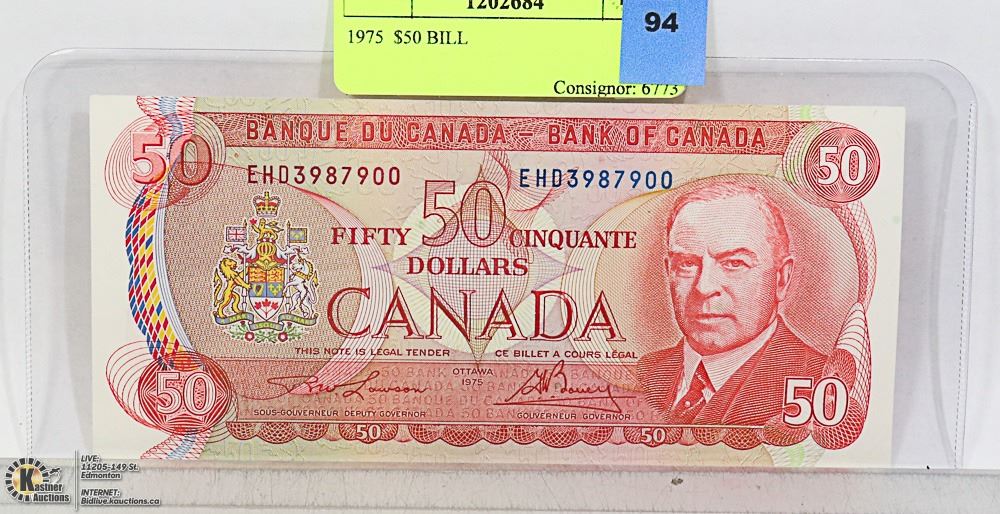 1202684
94
1975 $50 BILL
Consignor: 6773
BANQUE DU CANADA – BANK OF CANADA
50 50
EHD3987900 EHD3987900
50
FIFTY CINQUANTE
DOLLARS
CANADA
THIS NOTE IS LEGAL TENDER CE BILLET A COURS LÉGAL
OTTAWA
1975
SOUS-GOUVERNEUR DEPUTY GOVERNOR GOUVERNEUR GOVERNOR
50 50
50 50
LIVE:
11205-149 St.
Edmonton
INTERNET:
Bidlive.kauctions.ca
Kastner
Auctions